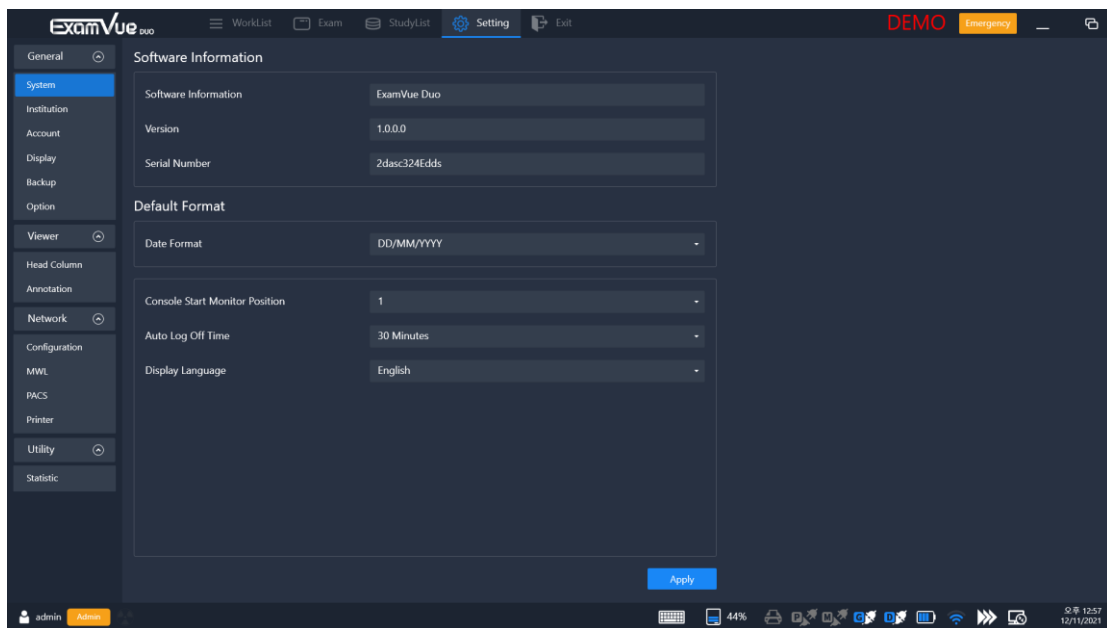 ExamVue DUO
WorkList Exam StudyList Setting Exit
DEMO Emergency
General
System
Institution
Account
Display
Backup
Option
Viewer
Head Column
Annotation
Network
Configuration
MWL
PACS
Printer
Utility
Statistic
Software Information
Software Information ExamVue Duo
Version 1.0.0.0
Serial Number 2dasc324Edds
Default Format
Date Format DD/MM/YYYY
Console Start Monitor Position 1
Auto Log Off Time 30 Minutes
Display Language English
Apply
admin Admin
44%
오후 12:57
12/11/2021